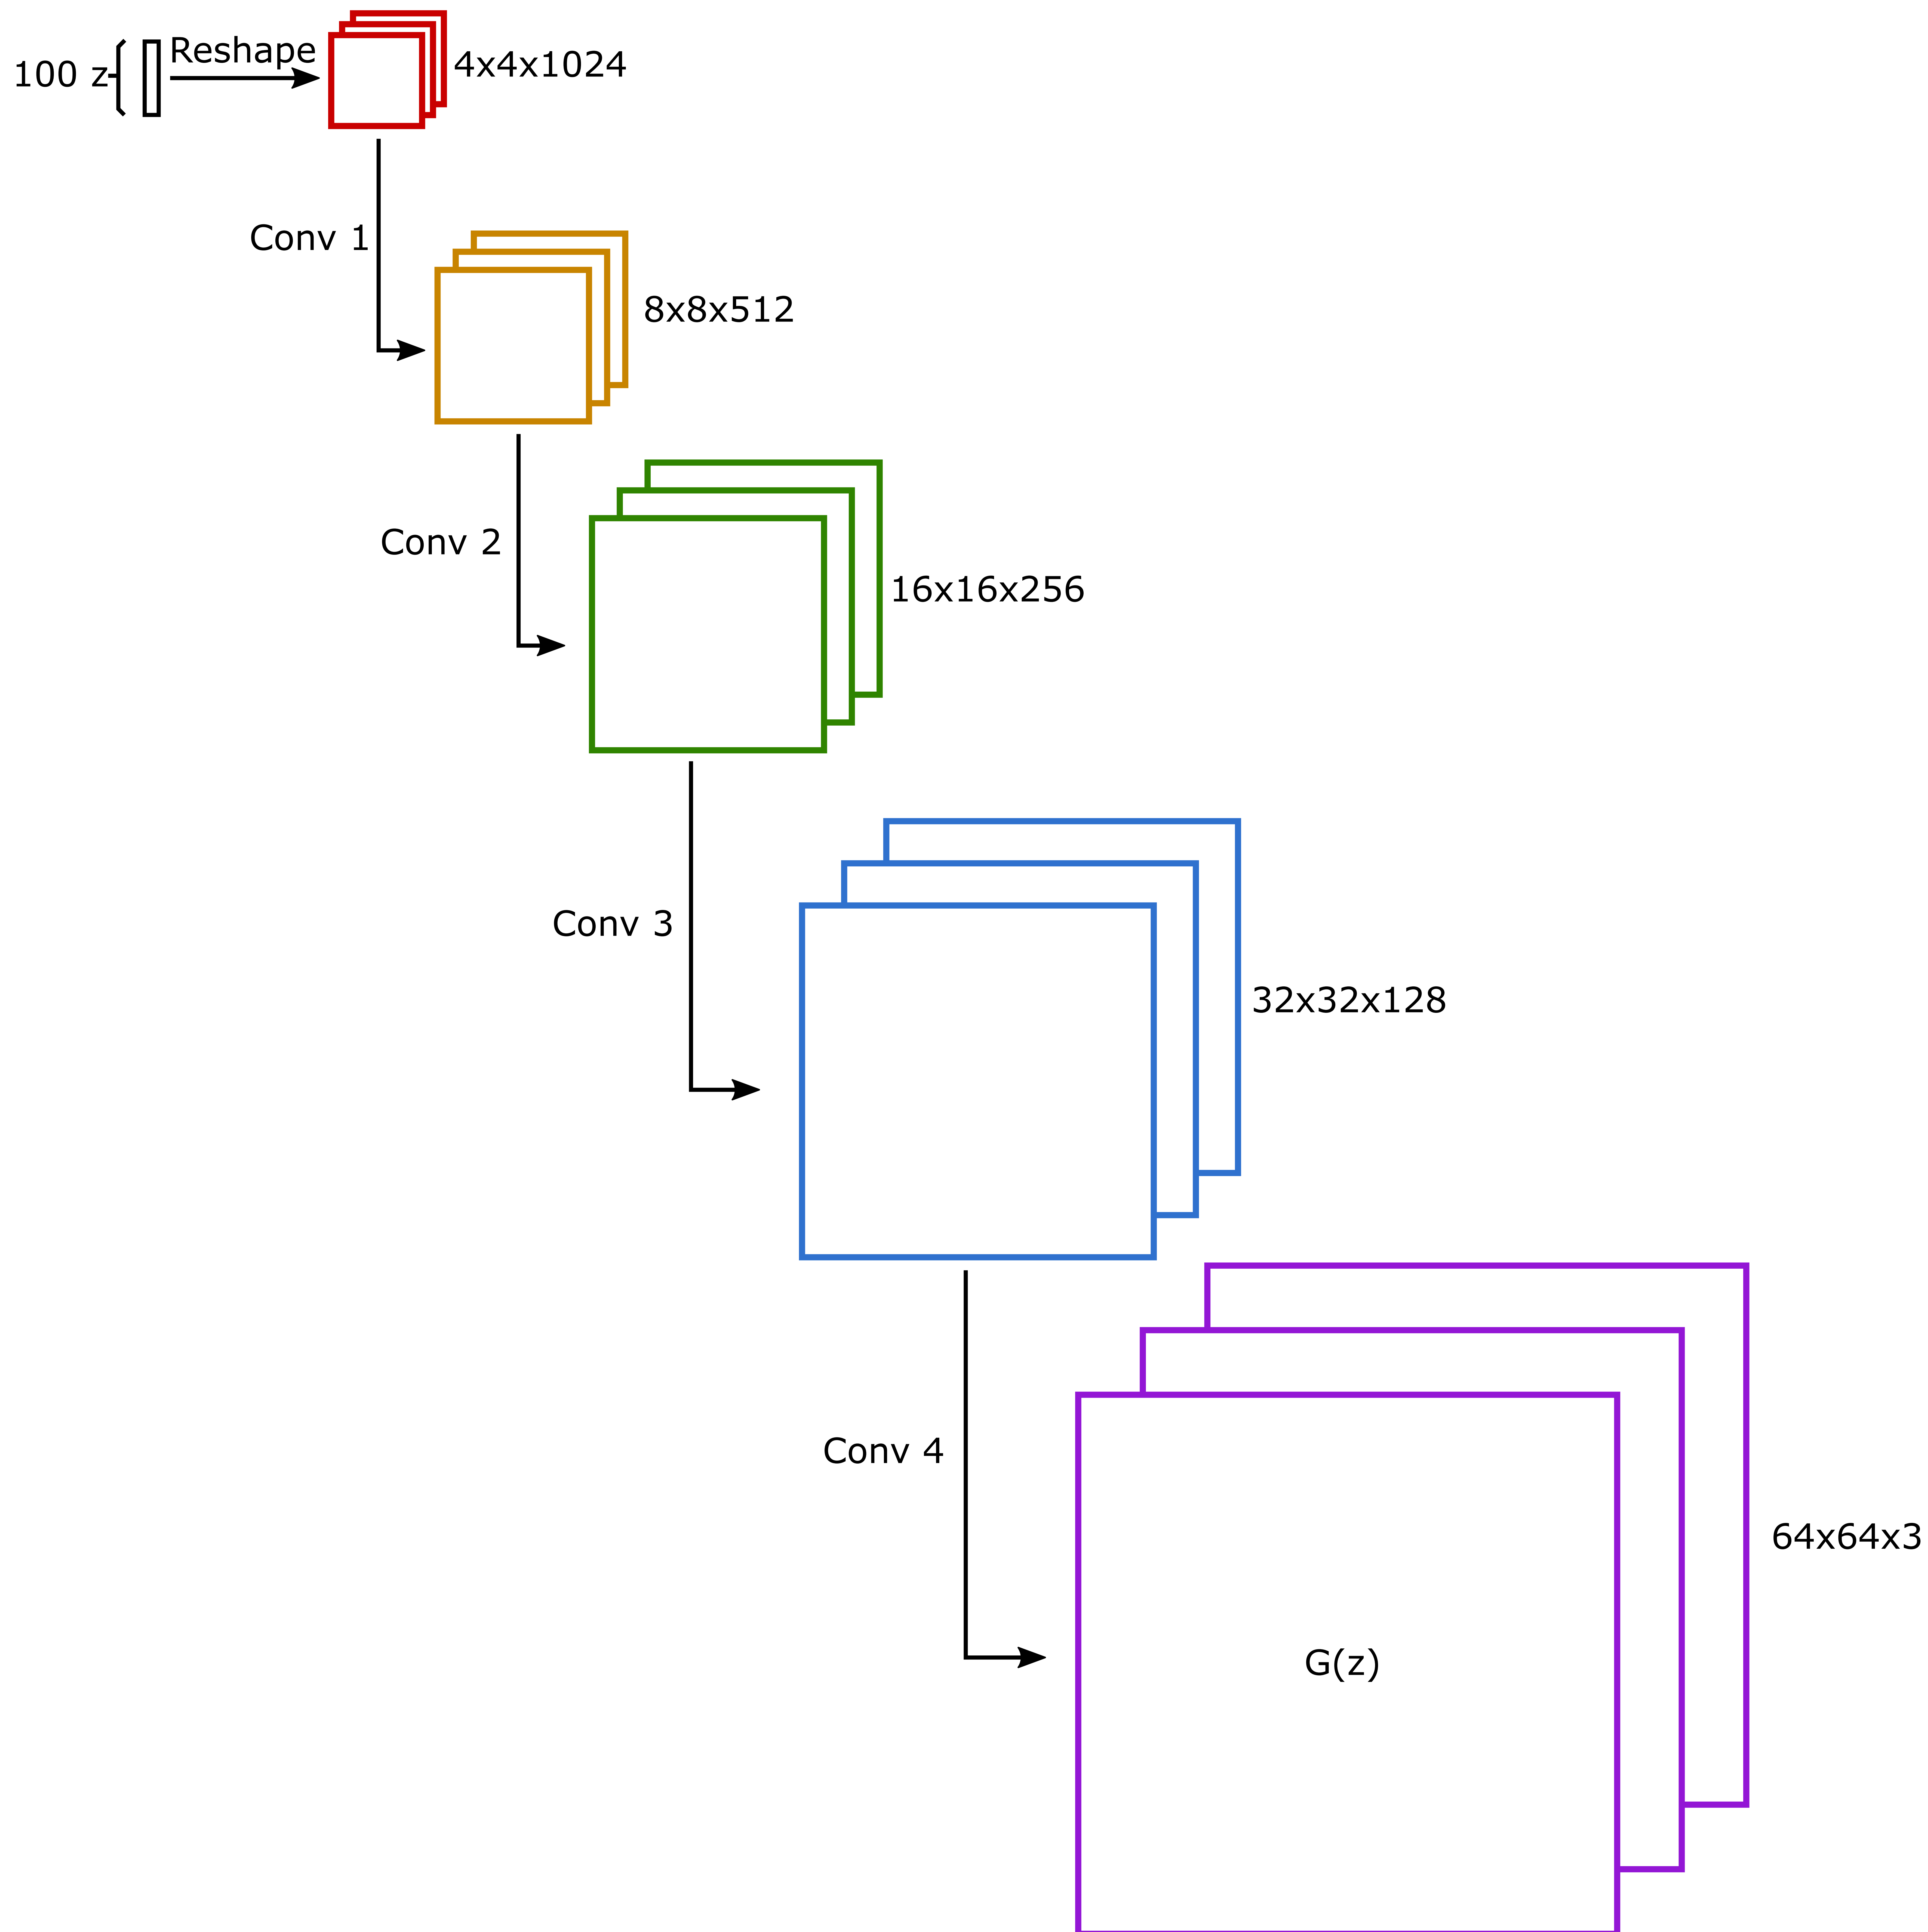 100 z
Reshape
4x4x1024
Conv 1
8x8x512
Conv 2
16x16x256
Conv 3
32x32x128
Conv 4
64x64x3
G(z)